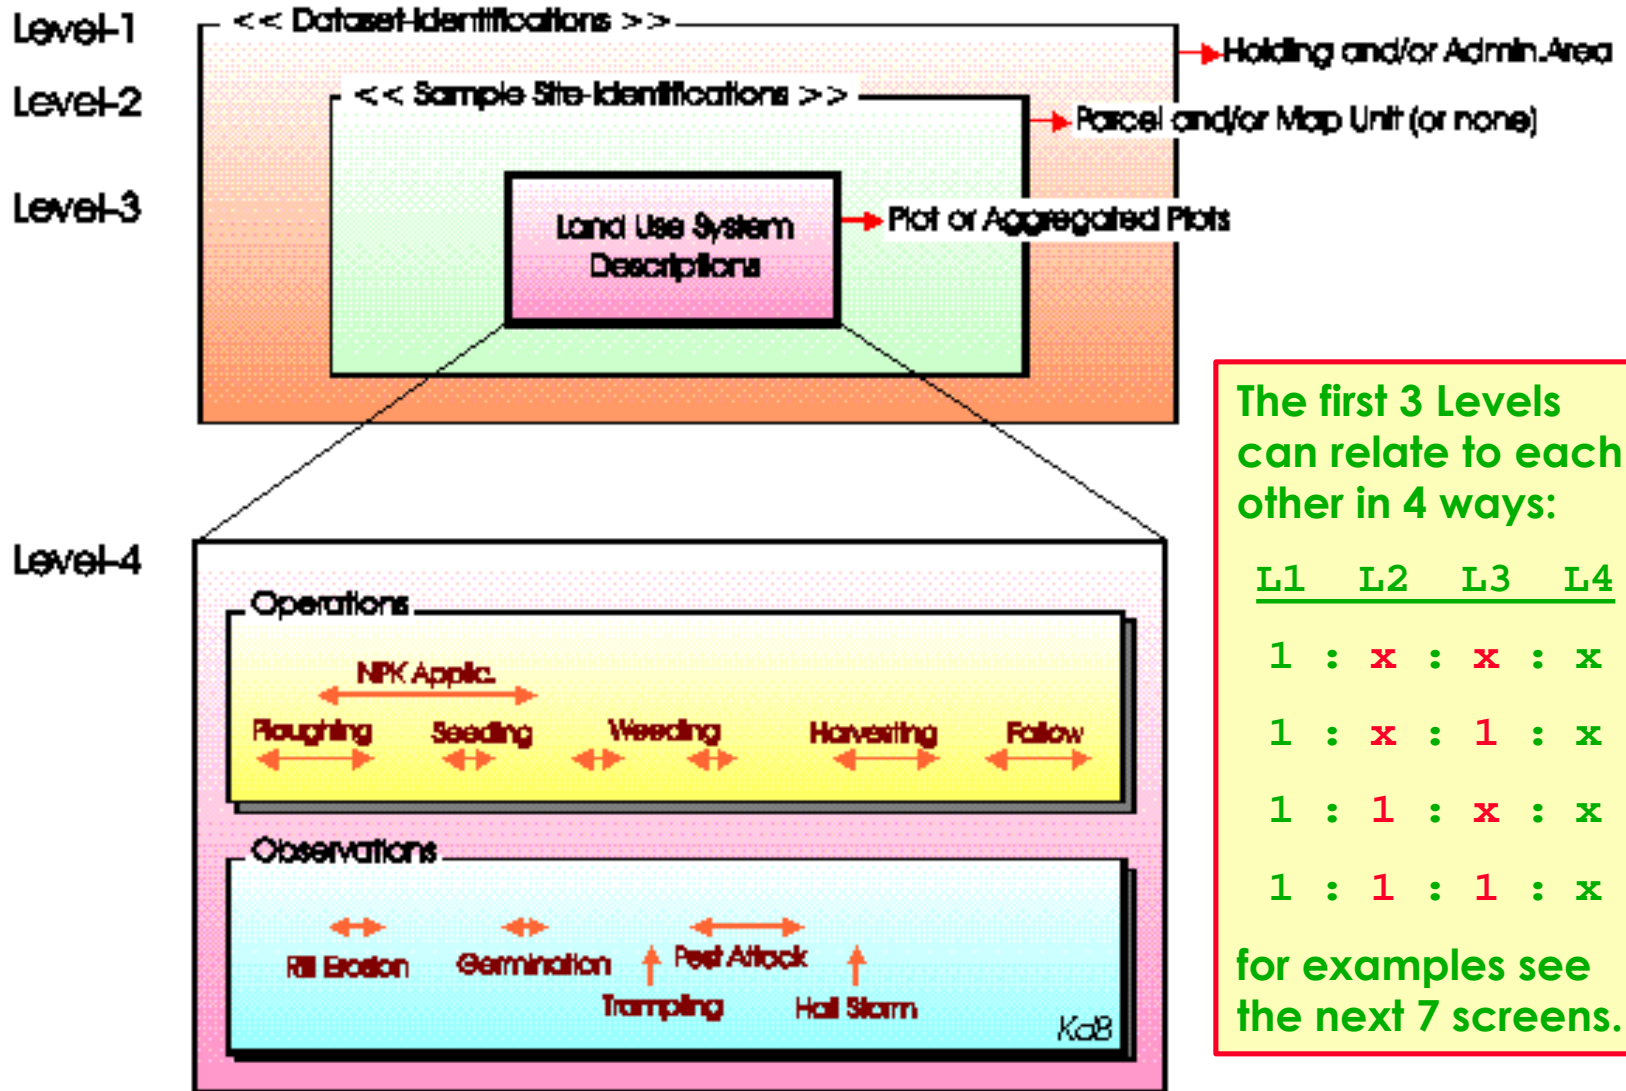 Level-1
<< Dataset-Identifications >>
Holding and/or Admin.Area
Level-2
<< Sample Site-Identifications >>
Parcel and/or Map Unit (or none)
Level-3
Land Use System
Descriptions
Plot or Aggregated Plots
The first 3 Levels
can relate to each
other in 4 ways:
L1 L2 L3 L4
1 : x : x : x
1 : x : 1 : x
1 : 1 : x : x
1 : 1 : 1 : x
for examples see
the next 7 screens.
Level-4
Operations
NPK Applic.
Ploughing Seeding Weeding Harvesting Fallow
Observations
Rill Erosion Germination Pest Attack
Trampling Hail Storm
KdB